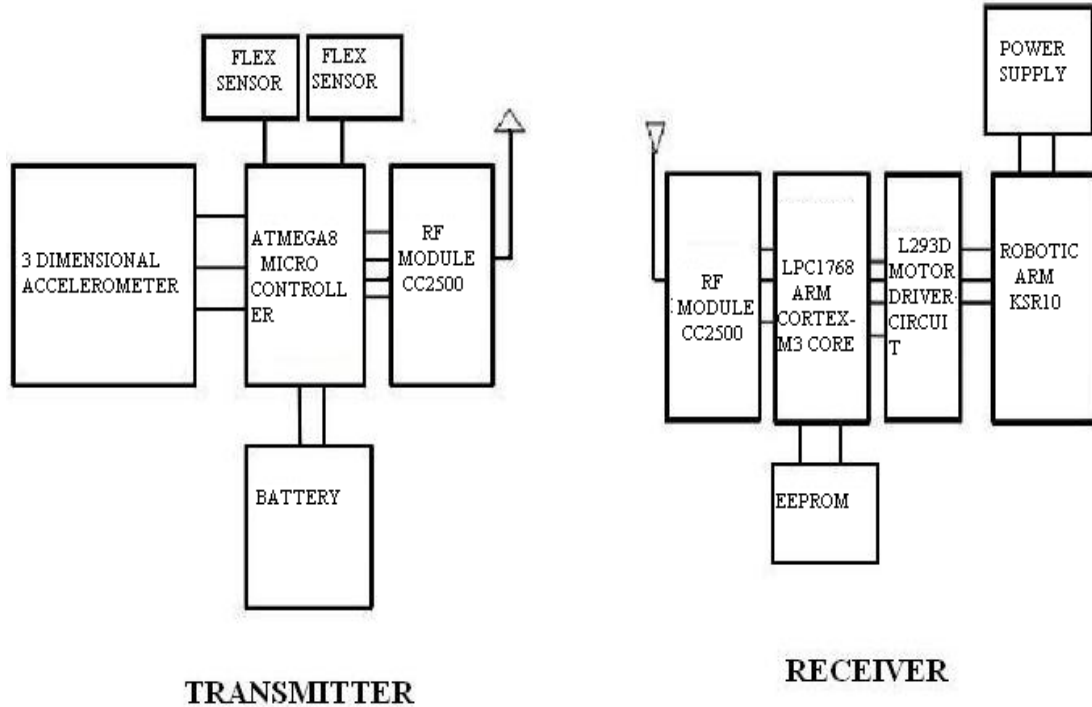 FLEX
SENSOR
FLEX
SENSOR
3 DIMENSIONAL
ACCELEROMETER
ATMEGA8
MICRO
CONTROLL
ER
RF
MODULE
CC2500
BATTERY
TRANSMITTER
POWER
SUPPLY
RF
MODULE
CC2500
LPC1768
ARM
CORTEX-
M3 CORE
L293D
MOTOR
DRIVER-
CIRCUI
T
ROBOTIC
ARM
KSR10
EEPROM
RECEIVER